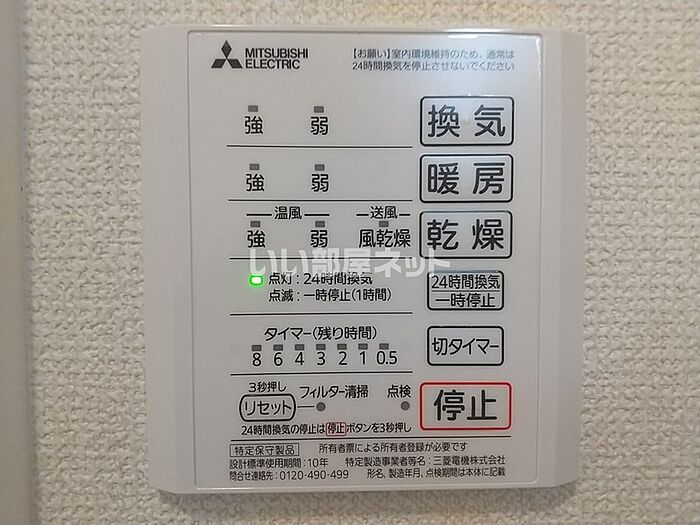 MITSUBISHI
ELECTRIC
【お願い】室内環境維持のため、通常は
24時間換気を停止させないでください
強 弱 換気
強 弱 暖房
温風 送風
強 弱 風乾燥 乾燥
いい部屋ネット
点灯:24時間換気
点滅:一時停止(1時間)
24時間換気
一時停止
タイマー(残り時間)
8 6 4 3 2 1 0.5
切タイマー
3秒押し
リセット フィルター清掃 点検
停止
24時間換気の停止は停止ボタンを3秒押し
特定保守製品 所有者票による所有者登録が必要です
設計標準使用期間:10年 特定製造事業者等名:三菱電機株式会社
問合せ連絡先:0120-490-499 形名、製造年月、点検期間は本体に記載